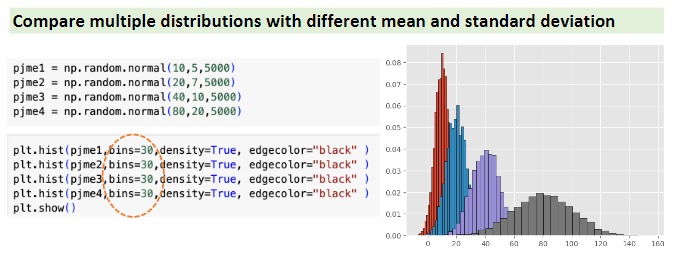 Compare multiple distributions with different mean and standard deviation
pjme1 = np.random.normal(10,5,5000)
pjme2 = np.random.normal(20,7,5000)
pjme3 = np.random.normal(40,10,5000)
pjme4 = np.random.normal(80,20,5000)
plt.hist(pjme1,bins=30,density=True, edgecolor="black" )
plt.hist(pjme2,bins=30,density=True, edgecolor="black" )
plt.hist(pjme3,bins=30,density=True, edgecolor="black" )
plt.hist(pjme4,bins=30,density=True, edgecolor="black" )
plt.show()
0.08
0.07
0.06
0.05
0.04
0.03
0.02
0.01
0.00
0 20 40 60 80 100 120 140 160